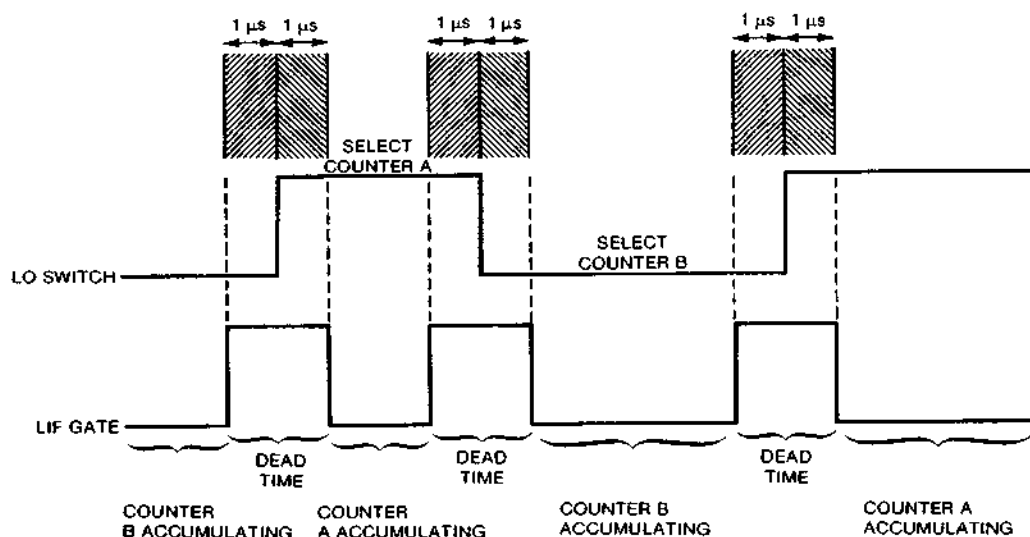 1 µs 1 µs 1 µs 1 µs 1 µs 1 µs
SELECT
COUNTER A
SELECT
COUNTER B
LO SWITCH
LIF GATE
DEAD
TIME
DEAD
TIME
DEAD
TIME
COUNTER
B ACCUMULATING
COUNTER
A ACCUMULATING
COUNTER B
ACCUMULATING
COUNTER A
ACCUMULATING